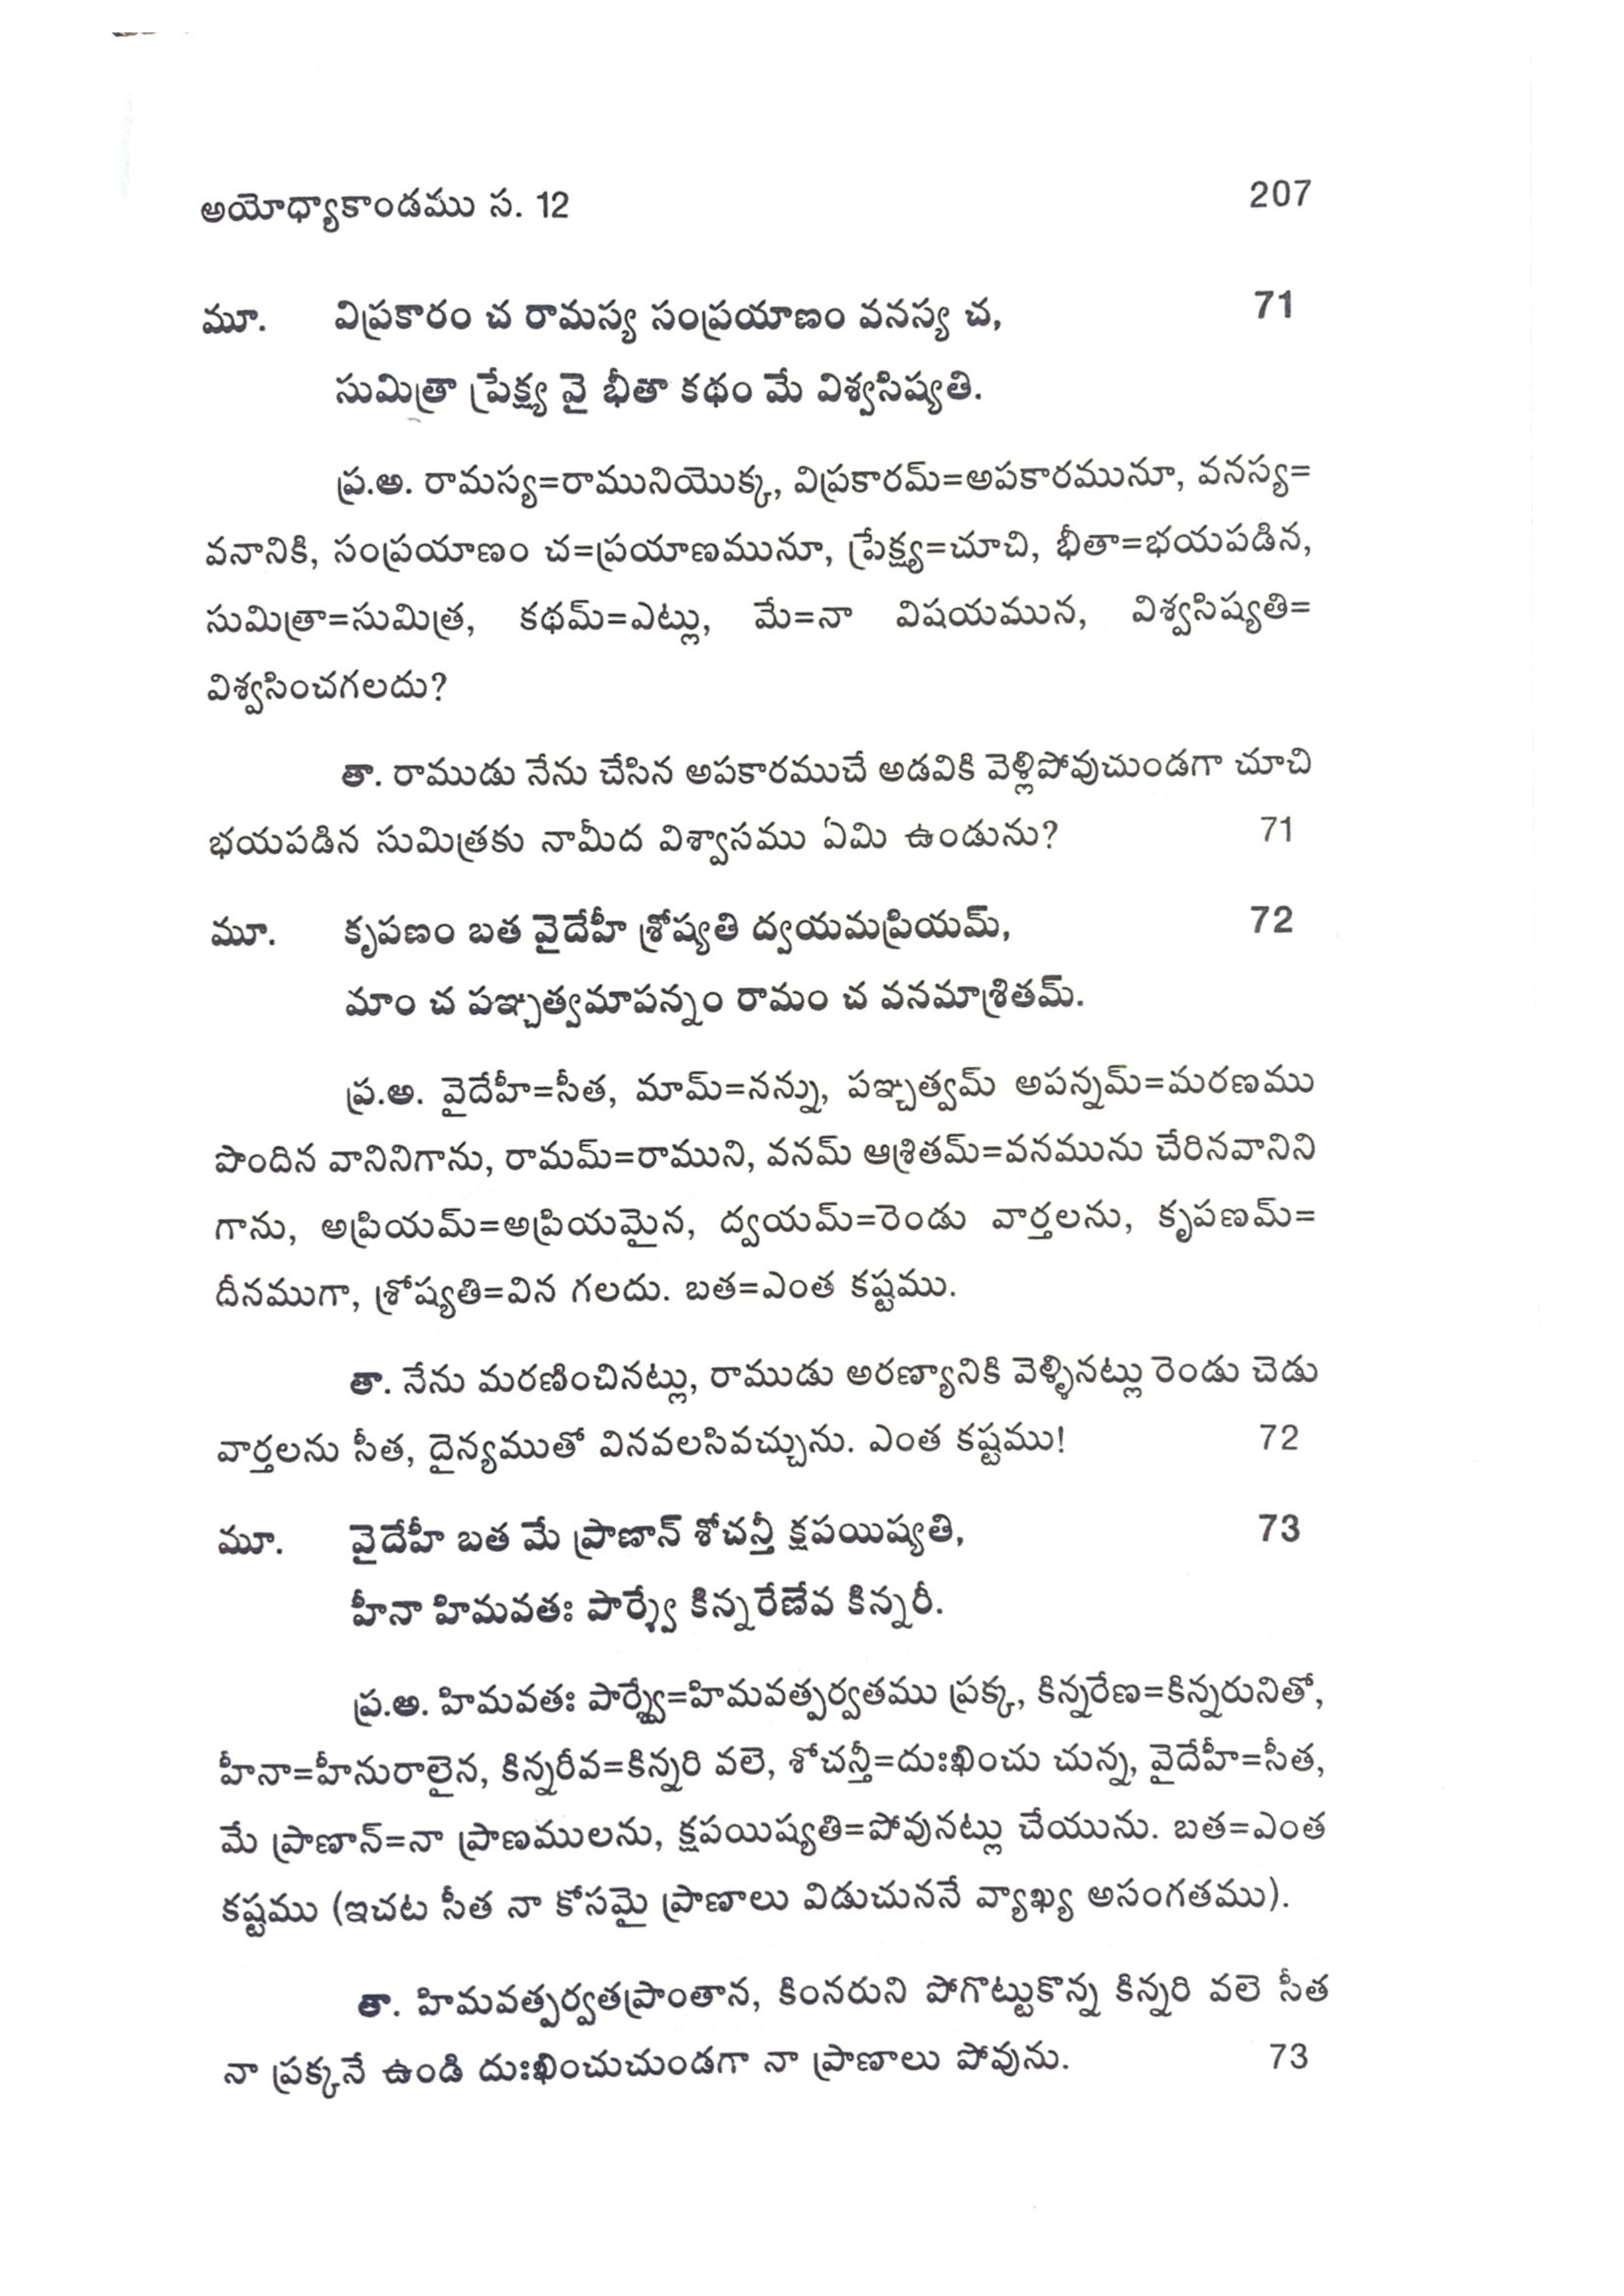 అయోధ్యాకాండము స. 12 207
మూ. విప్రకారం చ రామస్య సంప్రయాణం వనస్య చ, 71
సుమిత్రా ప్రేక్ష్య వై భీతా కథం మే విశ్వసిష్యతి.
ప్ర.అ. రామస్య=రామునియొక్క, విప్రకారమ్=అపకారమునూ, వనస్య=
వనానికి, సంప్రయాణం చ=ప్రయాణమునూ, ప్రేక్ష్య=చూచి, భీతా=భయపడిన,
సుమిత్రా=సుమిత్ర, కథమ్=ఎట్లు, మే=నా విషయమున, విశ్వసిష్యతి=
విశ్వసించగలదు?
తా. రాముడు నేను చేసిన అపకారముచే అడవికి వెళ్లిపోవుచుండగా చూచి
భయపడిన సుమిత్రకు నామీద విశ్వాసము ఏమి ఉండును? 71
మూ. కృపణం బత వైదేహీ శ్రోష్యతి ద్వయమప్రియమ్, 72
మాం చ పఞ్చత్వమాపన్నం రామం చ వనమాశ్రితమ్.
ప్ర.అ. వైదేహీ=సీత, మామ్=నన్ను, పఞ్చత్వమ్ అపన్నమ్=మరణము
పొందిన వానినిగాను, రామమ్=రాముని, వనమ్ ఆశ్రితమ్=వనమును చేరినవానిని
గాను, అప్రియమ్=అప్రియమైన, ద్వయమ్=రెండు వార్తలను, కృపణమ్=
దీనముగా, శ్రోష్యతి=విన గలదు. బత=ఎంత కష్టము.
తా. నేను మరణించినట్లు, రాముడు అరణ్యానికి వెళ్ళినట్లు రెండు చెడు
వార్తలను సీత, దైన్యముతో వినవలసివచ్చును. ఎంత కష్టము! 72
మూ. వైదేహీ బత మే ప్రాణాన్ శోచన్తీ క్షపయిష్యతి, 73
హీనా హిమవతః పార్శ్వే కిన్నరేణేవ కిన్నరీ.
ప్ర.అ. హిమవతః పార్శ్వే=హిమవత్పర్వతము ప్రక్క, కిన్నరేణ=కిన్నరునితో,
హీనా=హీనురాలైన, కిన్నరీవ=కిన్నరి వలె, శోచన్తీ=దుఃఖించు చున్న, వైదేహీ=సీత,
మే ప్రాణాన్=నా ప్రాణములను, క్షపయిష్యతి=పోవునట్లు చేయును. బత=ఎంత
కష్టము (ఇచట సీత నా కోసమై ప్రాణాలు విడుచుననే వ్యాఖ్య అసంగతము).
తా. హిమవత్పర్వతప్రాంతాన, కింనరుని పోగొట్టుకొన్న కిన్నరి వలె సీత
నా ప్రక్కనే ఉండి దుఃఖించుచుండగా నా ప్రాణాలు పోవును. 73